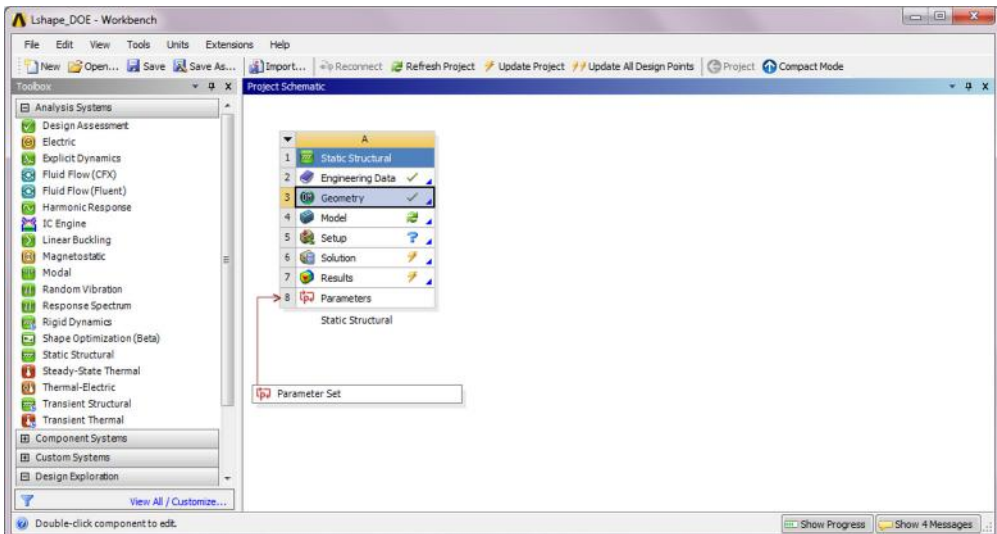 Lshape_DOE - Workbench
File Edit View Tools Units Extensions Help
New Open... Save Save As... Import... Reconnect Refresh Project Update Project Update All Design Points Project Compact Mode
Toolbox
Project Schematic
Analysis Systems
Design Assessment
Electric
Explicit Dynamics
Fluid Flow (CFX)
Fluid Flow (Fluent)
Harmonic Response
IC Engine
Linear Buckling
Magnetostatic
Modal
Random Vibration
Response Spectrum
Rigid Dynamics
Shape Optimization (Beta)
Static Structural
Steady-State Thermal
Thermal-Electric
Transient Structural
Transient Thermal
Component Systems
Custom Systems
Design Exploration
View All / Customize...
A
1 Static Structural
2 Engineering Data
3 Geometry
4 Model
5 Setup
6 Solution
7 Results
8 Parameters
Static Structural
Parameter Set
Double-click component to edit.
Show Progress Show 4 Messages